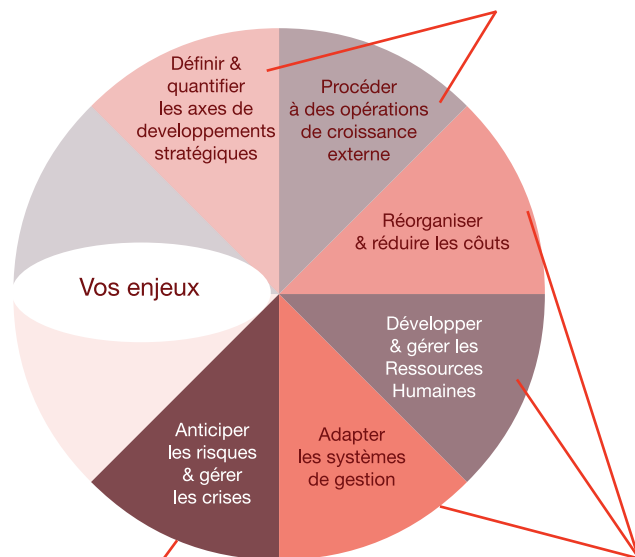 Définir &
quantifier
les axes de
developpements
stratégiques
Procéder
à des opérations
de croissance
externe
Réorganiser
& réduire les côuts
Vos enjeux
Développer
& gérer les
Ressources
Humaines
Anticiper
les risques
& gérer
les crises
Adapter
les systèmes
de gestion